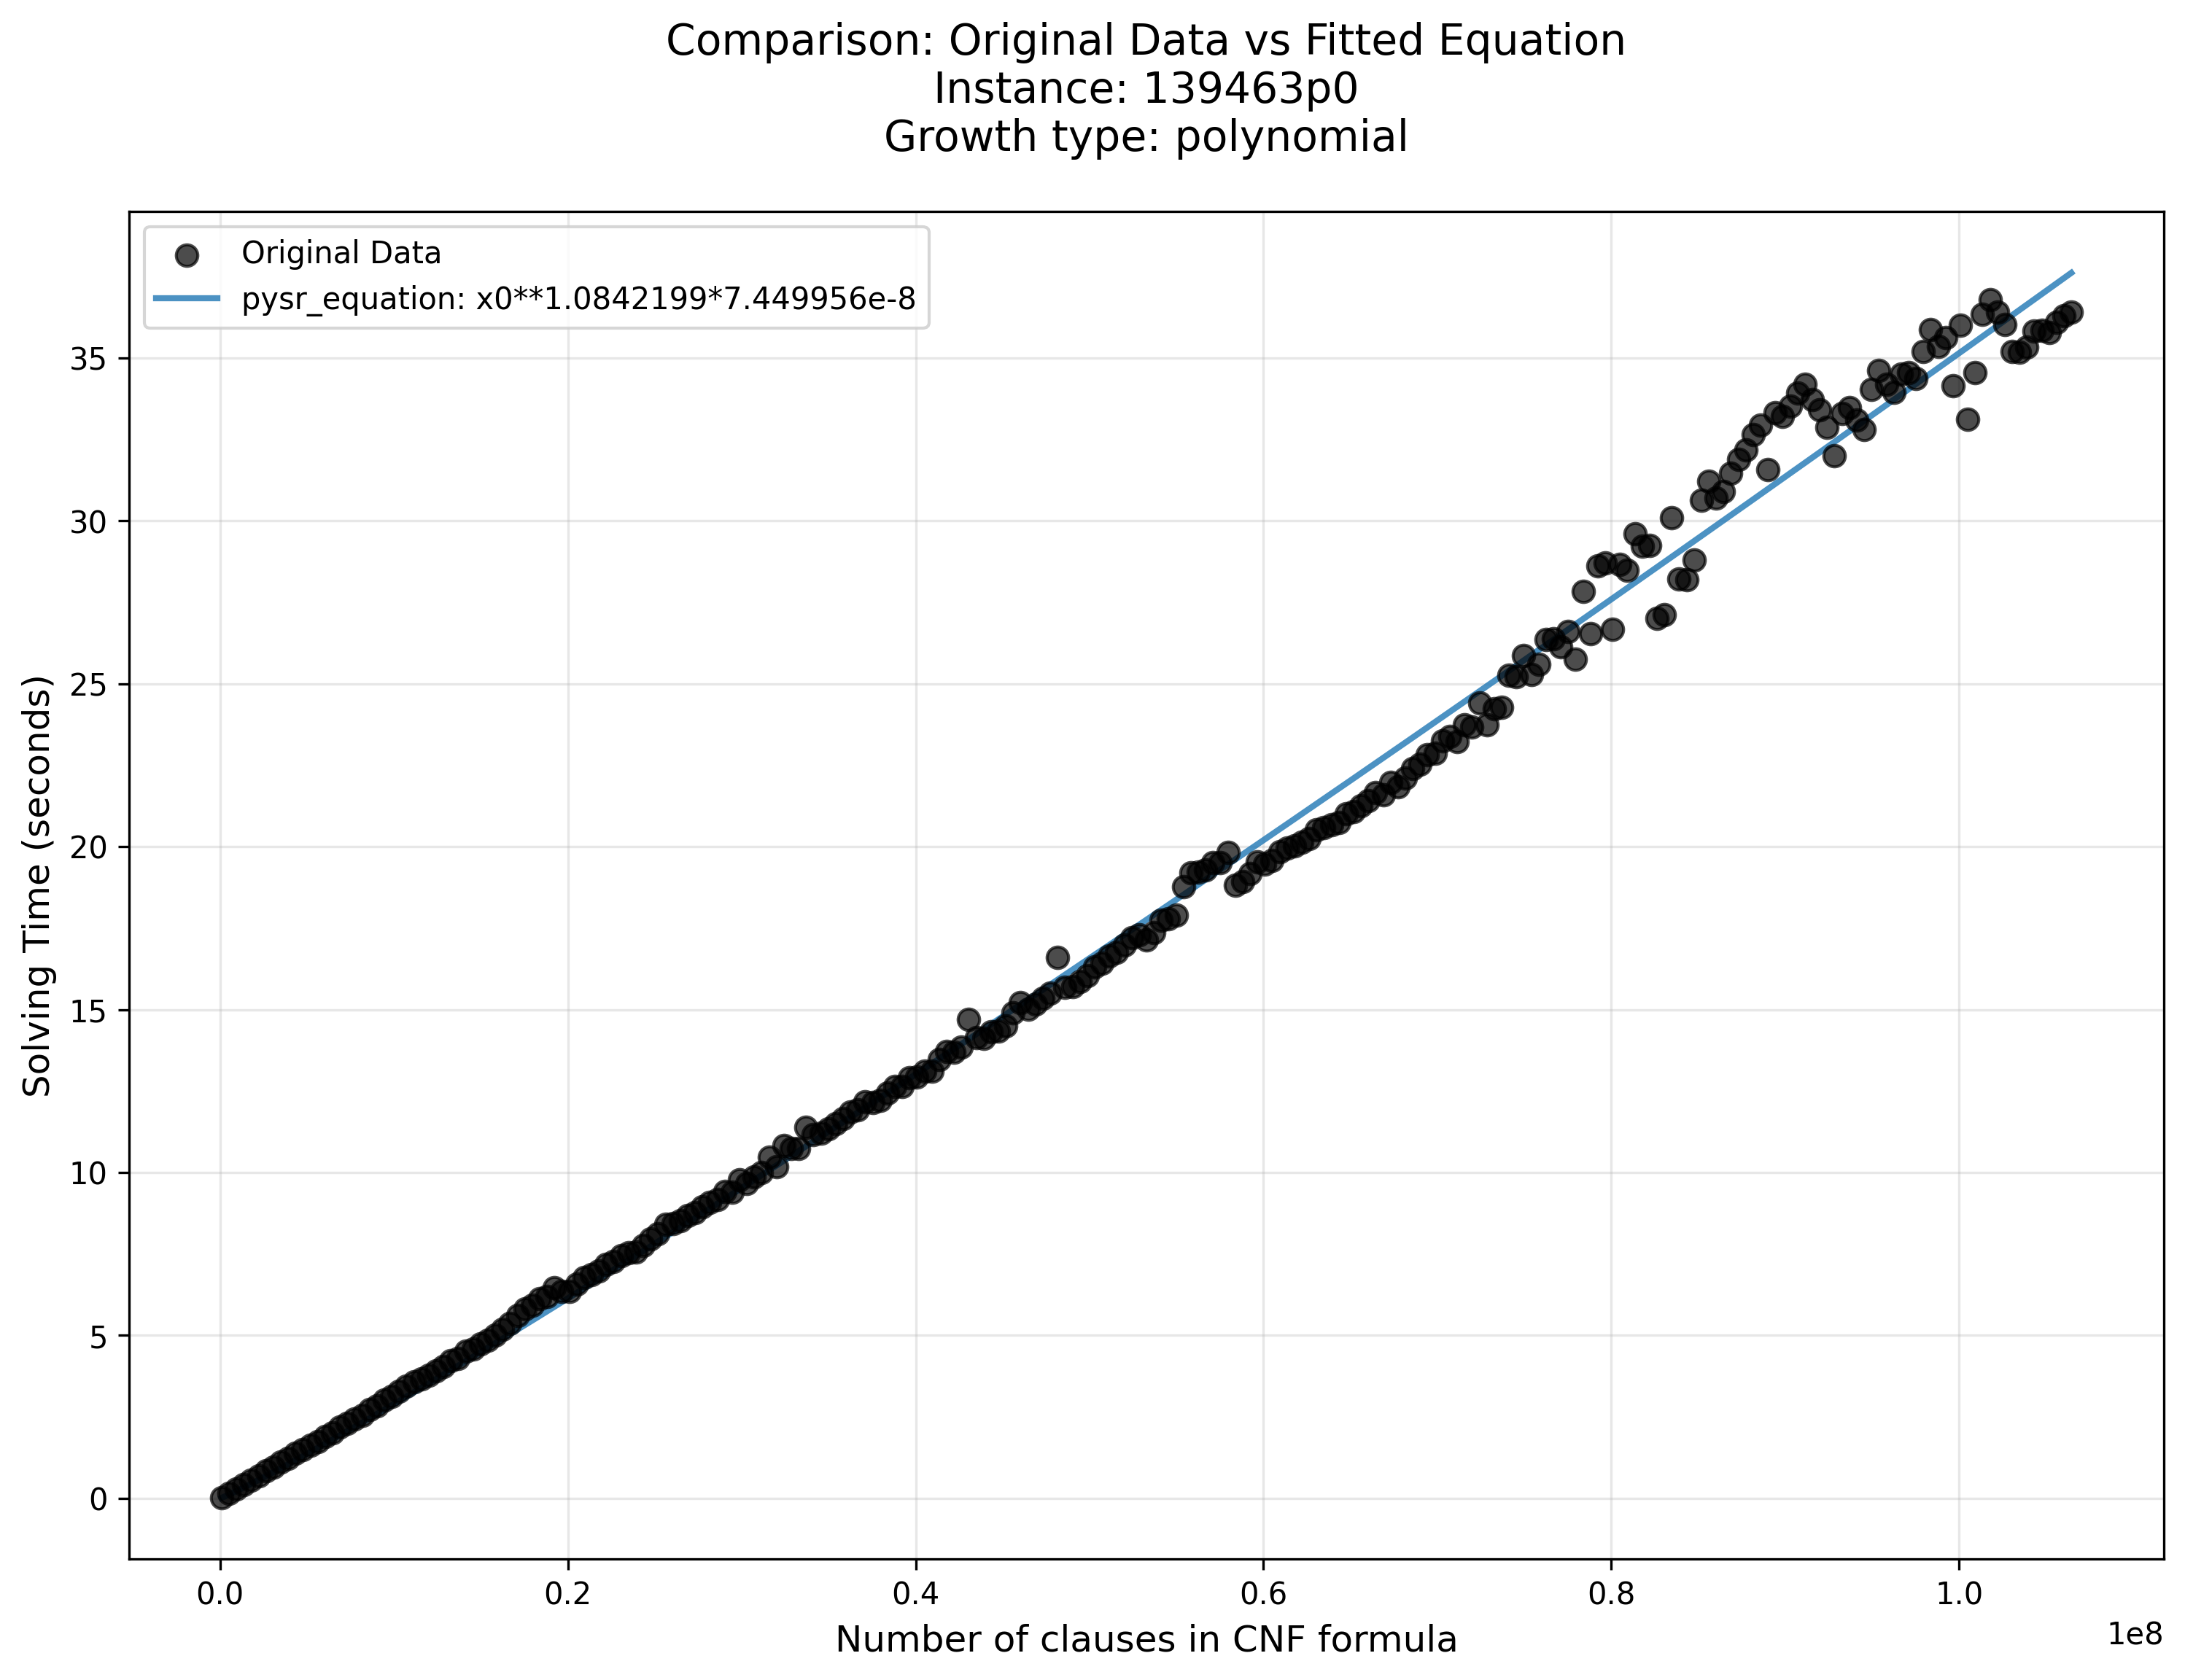 Comparison: Original Data vs Fitted Equation
Instance: 139463p0
Growth type: polynomial
Original Data
pysr_equation: x0**1.0842199*7.449956e-8
Solving Time (seconds)
35
30
25
20
15
10
5
0
0.0 0.2 0.4 0.6 0.8 1.0
1e8
Number of clauses in CNF formula